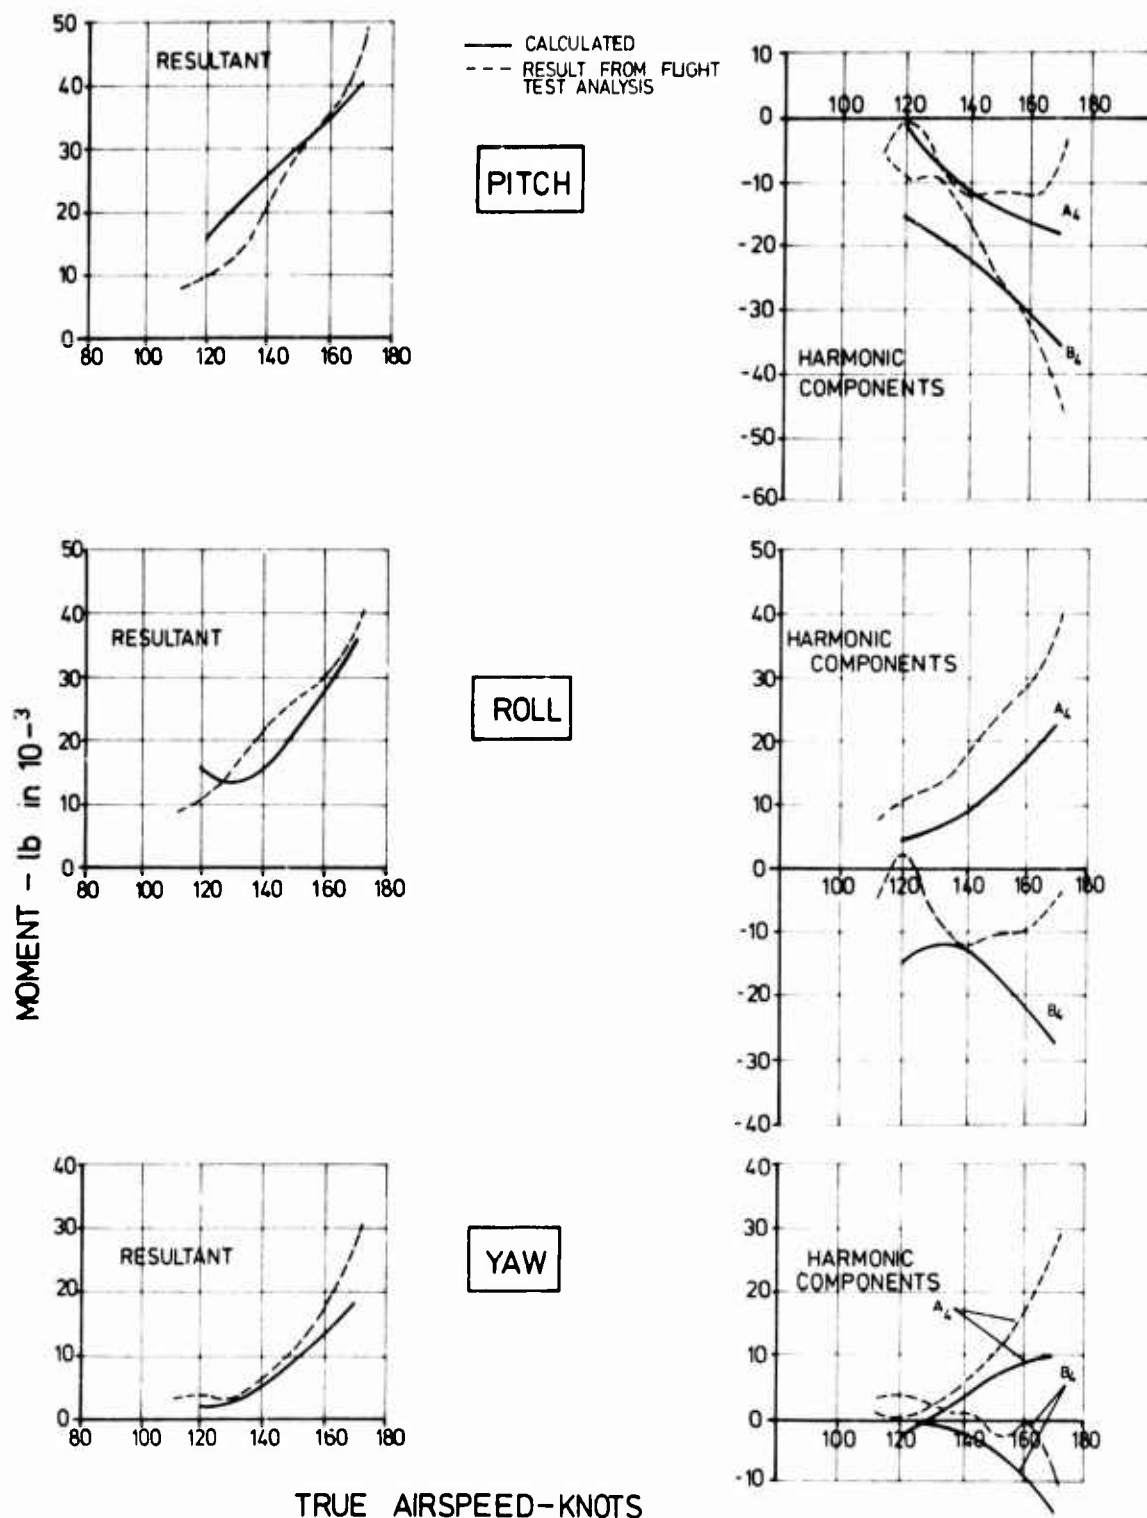 50
40
30
20
10
0
80 100 120 140 160 180
RESULTANT
CALCULATED
RESULT FROM FLIGHT
TEST ANALYSIS
PITCH
10
0
-10
-20
-30
-40
-50
-60
100 120 140 160 180
A4
B4
HARMONIC
COMPONENTS
MOMENT - lb in 10-3
50
40
30
20
10
0
80 100 120 140 160 180
RESULTANT
ROLL
50
40
30
20
10
0
-10
-20
-30
-40
100 120 140 160 180
HARMONIC
COMPONENTS
A4
B4
40
30
20
10
0
80 100 120 140 160 180
RESULTANT
YAW
40
30
20
10
0
-10
100 120 140 160 180
HARMONIC
COMPONENTS
A4
B4
TRUE AIRSPEED-KNOTS